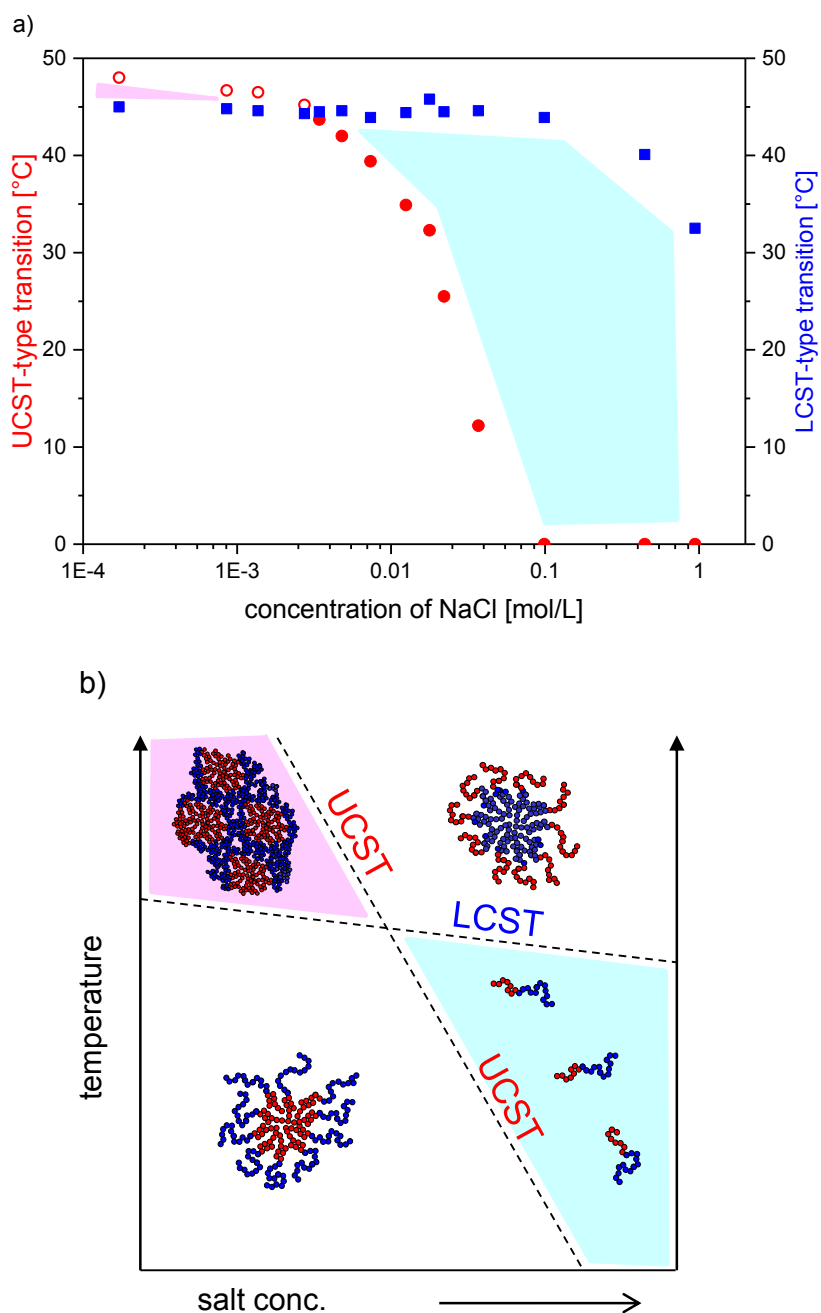 a)
50
40
30
20
10
0
UCST-type transition [°C]
50
40
30
20
10
0
LCST-type transition [°C]
1E-4
1E-3
0.01
0.1
1
concentration of NaCl [mol/L]
b)
UCST
LCST
UCST
temperature
salt conc.